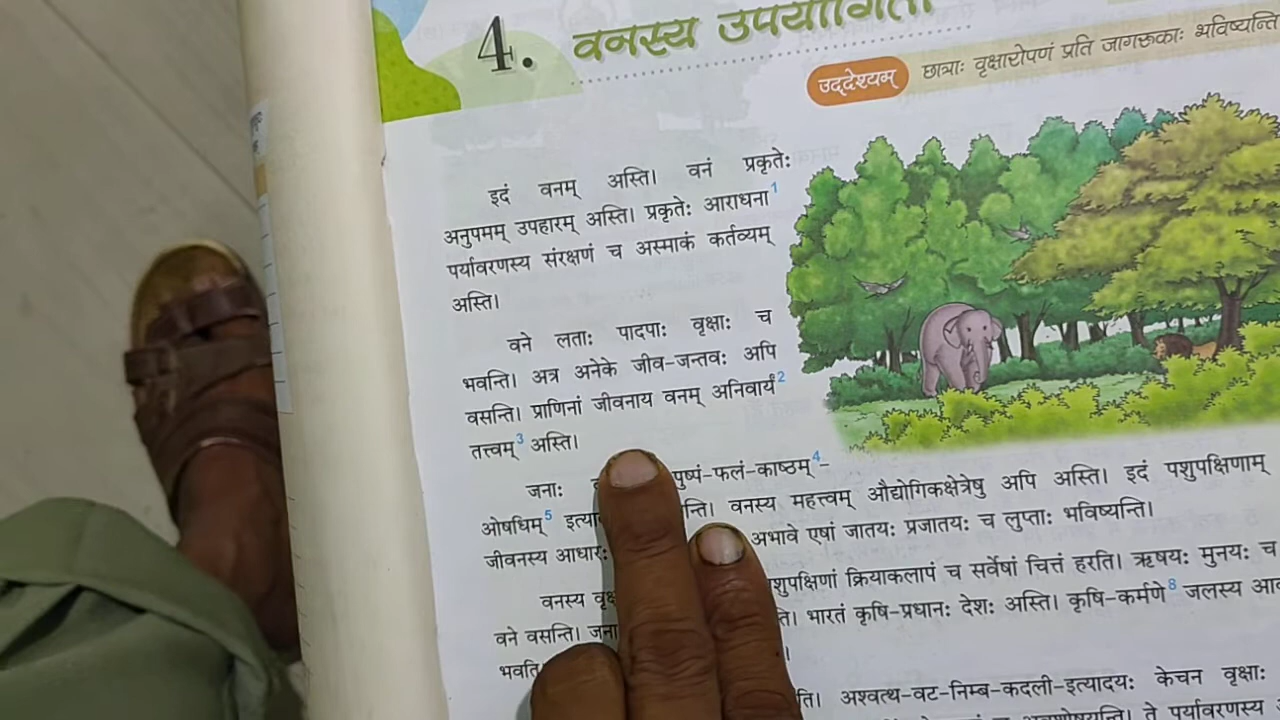 4. वनस्य उपयोगिता
उद्देश्यम् छात्राः वृक्षारोपणं प्रति जागरूकाः भविष्यन्ति
इदं वनम् अस्ति। वनं प्रकृतेः
अनुपमम् उपहारम् अस्ति। प्रकृतेः आराधना1
पर्यावरणस्य संरक्षणं च अस्माकं कर्तव्यम्
अस्ति।
वने लताः पादपाः वृक्षाः च
भवन्ति। अत्र अनेके जीव-जन्तवः अपि
वसन्ति। प्राणिनां जीवनाय वनम् अनिवार्यं2
तत्त्वम्3 अस्ति।
जनाः पुष्पं-फलं-काष्ठम्4-
ओषधिम्5 वनस्य महत्त्वम् औद्योगिकक्षेत्रेषु अपि अस्ति। इदं पशुपक्षिणाम्
जीवनस्य आधारः अभावे एषां जातयः प्रजातयः च लुप्ताः भविष्यन्ति।
वनस्य शुपक्षिणां क्रियाकलापं च सर्वेषां चित्तं हरति। ऋषयः मुनयः च
वने वसन्ति। भारतं कृषि-प्रधानः देशः अस्ति। कृषि-कर्मणे8 जलस्य
अश्वत्थ-वट-निम्ब-कदली-इत्यादयः केचन वृक्षाः
ते पर्यावरणस्य